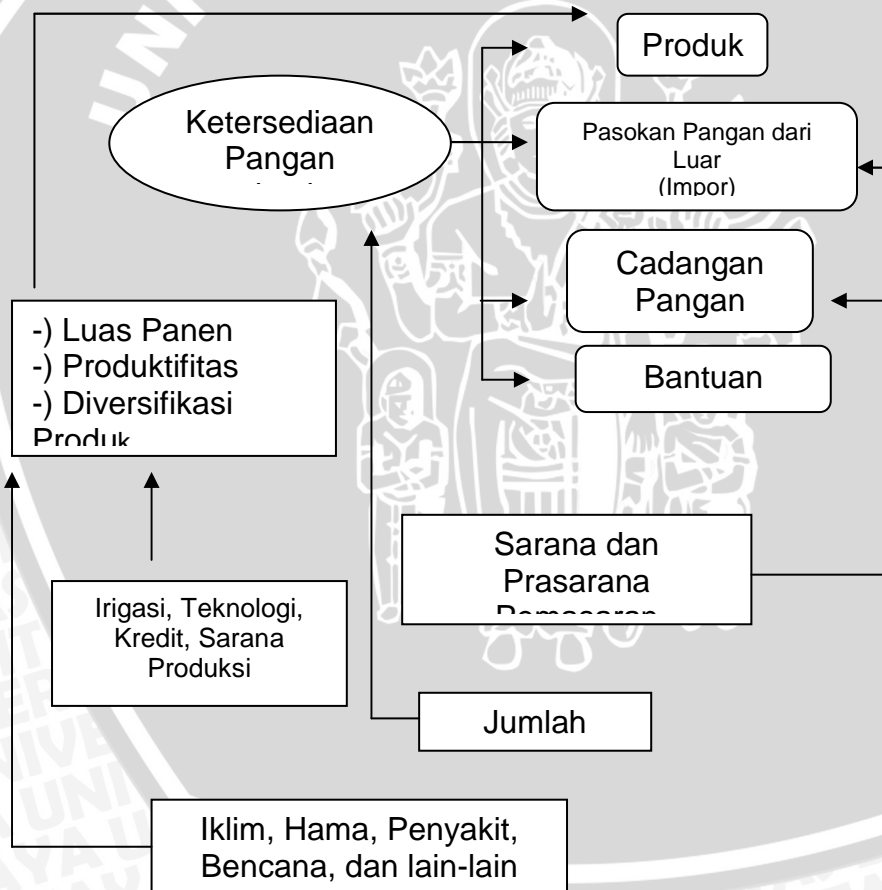 Produk
Ketersediaan
Pangan
Pasokan Pangan dari
Luar
(Impor)
Cadangan
Pangan
-) Luas Panen
-) Produktifitas
-) Diversifikasi
Produk
Bantuan
Sarana dan
Prasarana
Irigasi, Teknologi,
Kredit, Sarana
Produksi
Jumlah
Iklim, Hama, Penyakit,
Bencana, dan lain-lain